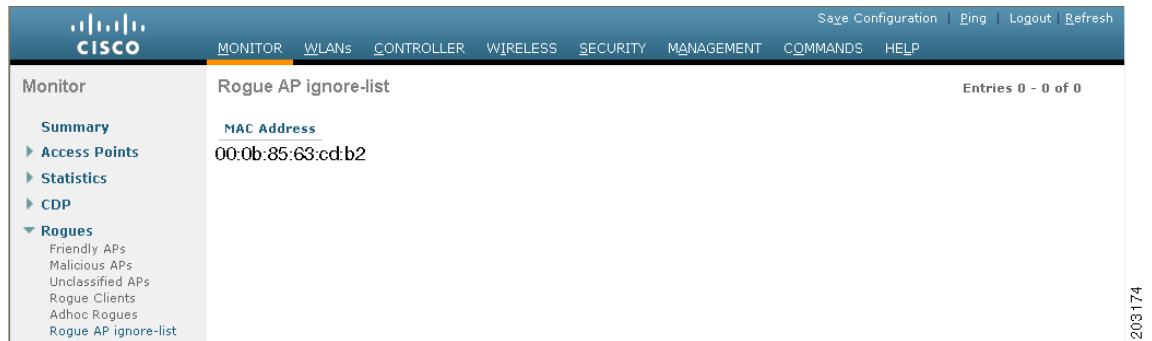 Save Configuration | Ping | Logout | Refresh
CISCO
MONITOR WLANs CONTROLLER WIRELESS SECURITY MANAGEMENT COMMANDS HELP
Monitor
Rogue AP ignore-list
Entries 0 - 0 of 0
Summary
Access Points
Statistics
CDP
Rogues
Friendly APs
Malicious APs
Unclassified APs
Rogue Clients
Adhoc Rogues
Rogue AP ignore-list
MAC Address
00:0b:85:63:cd:b2
203174